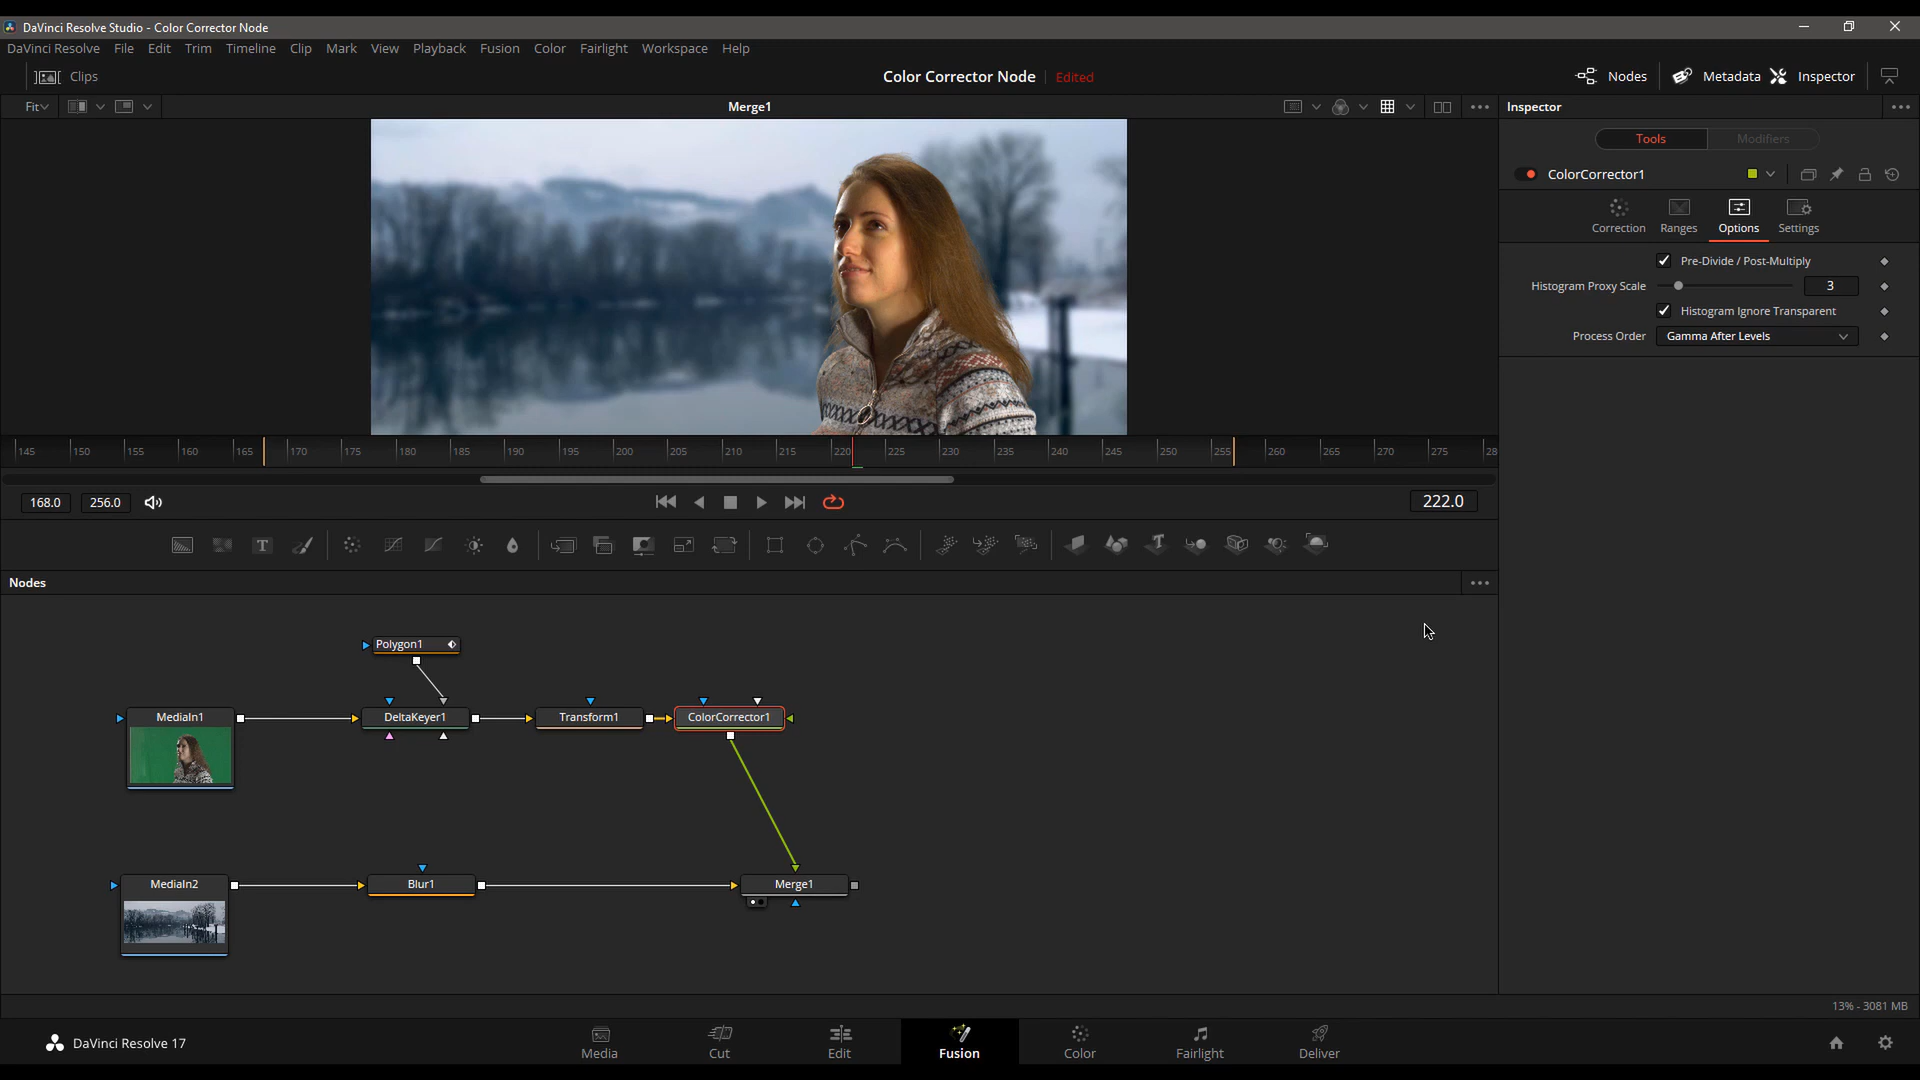 DaVinci Resolve Studio - Color Corrector Node
DaVinci Resolve File Edit Trim Timeline Clip Mark View Playback Fusion Color Fairlight Workspace Help
Clips Color Corrector Node Edited Nodes Metadata Inspector
Fit Merge1 Inspector
Tools Modifiers
ColorCorrector1
Correction Ranges Options Settings
Pre-Divide / Post-Multiply
Histogram Proxy Scale 3
Histogram Ignore Transparent
Process Order Gamma After Levels
145 150 155 160 165 170 175 180 185 190 195 200 205 210 215 220 225 230 235 240 245 250 255 260 265 270 275 28
168.0 256.0 222.0
T
Nodes
Polygon1
MediaIn1 DeltaKeyer1 Transform1 ColorCorrector1
MediaIn2 Blur1 Merge1
13% - 3081 MB
DaVinci Resolve 17 Media Cut Edit Fusion Color Fairlight Deliver